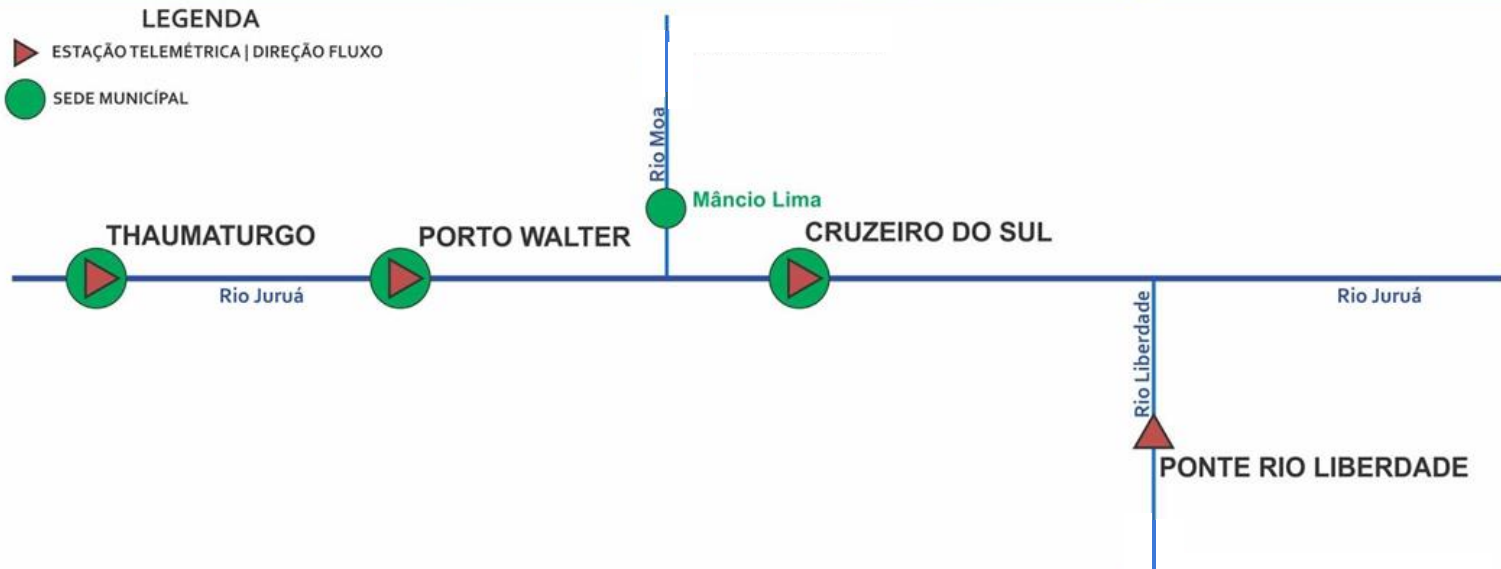 LEGENDA
ESTAÇÃO TELEMÉTRICA | DIREÇÃO FLUXO
SEDE MUNICÍPAL
Rio Moa
Mâncio Lima
THAUMATURGO
PORTO WALTER
CRUZEIRO DO SUL
Rio Juruá
Rio Juruá
Rio Liberdade
PONTE RIO LIBERDADE